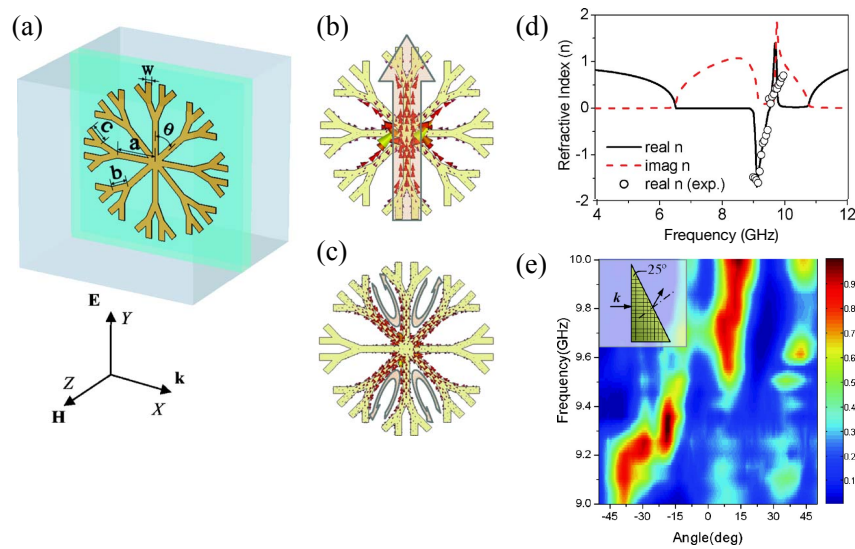 (a)
w
c
θ
a
b
E
Y
Z
k
H
X
(b)
(c)
(d)
Refractive Index (n)
2
1
0
-1
-2
real n
imag n
real n (exp.)
4 6 8 10 12
Frequency (GHz)
(e)
Frequency(GHz)
10.0
9.8
9.6
9.4
9.2
9.0
25°
k
-45 -30 -15 0 15 30 45
Angle(deg)
0.9
0.8
0.7
0.6
0.5
0.4
0.3
0.2
0.1